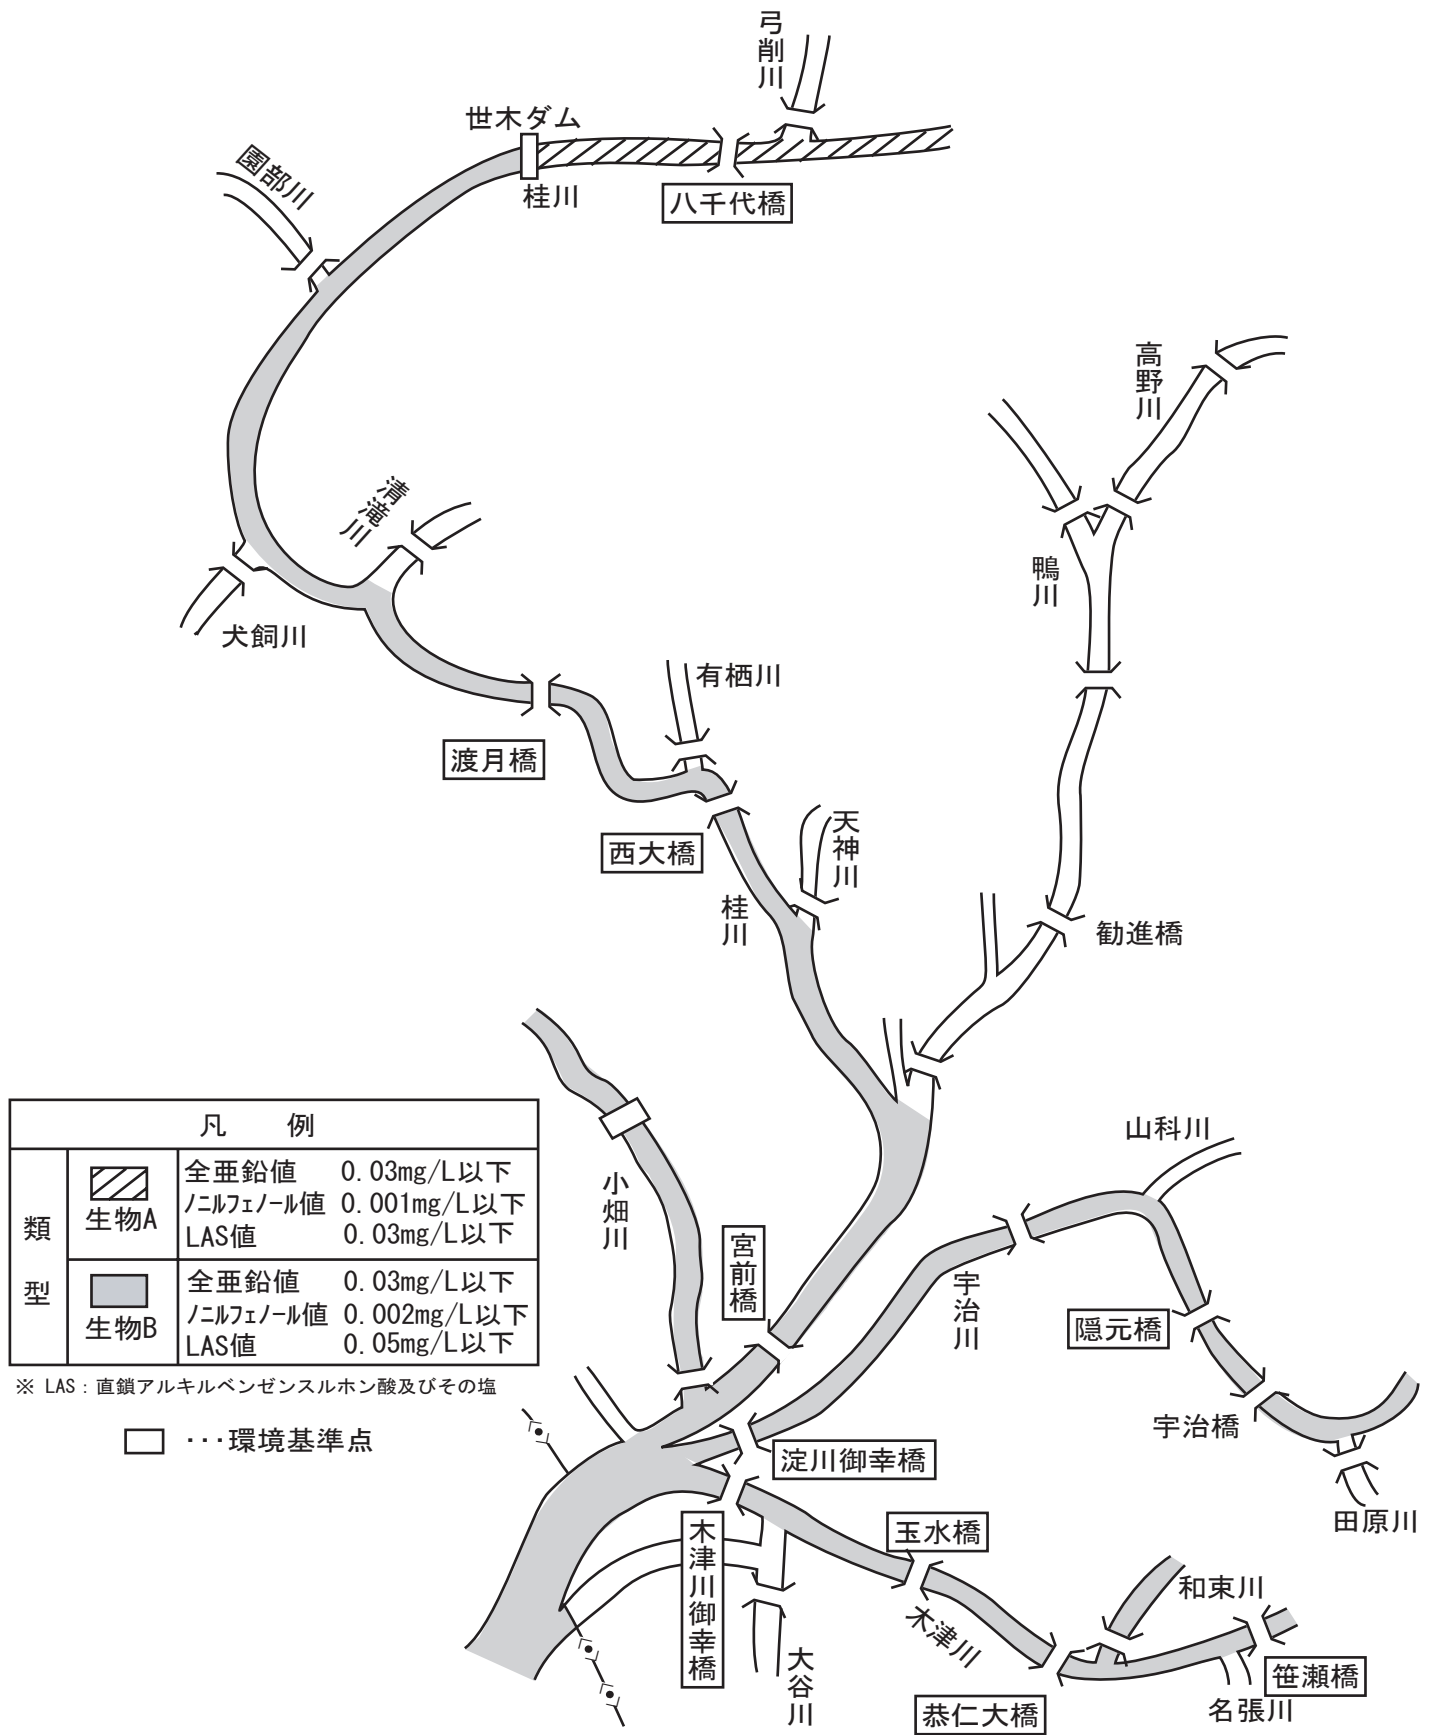 弓削川
世木ダム
園部川
桂川
八千代橋
高野川
清滝川
鴨川
犬飼川
有栖川
渡月橋
天神川
西大橋
桂川
勧進橋
凡 例
類型
生物A
全亜鉛値 0.03mg/L以下
ノニルフェノール値 0.001mg/L以下
LAS値 0.03mg/L以下
生物B
全亜鉛値 0.03mg/L以下
ノニルフェノール値 0.002mg/L以下
LAS値 0.05mg/L以下
※ LAS：直鎖アルキルベンゼンスルホン酸及びその塩
･･･環境基準点
山科川
小畑川
宮前橋
宇治川
隠元橋
宇治橋
淀川御幸橋
田原川
木津川御幸橋
玉水橋
和束川
木津川
大谷川
笹瀬橋
恭仁大橋
名張川